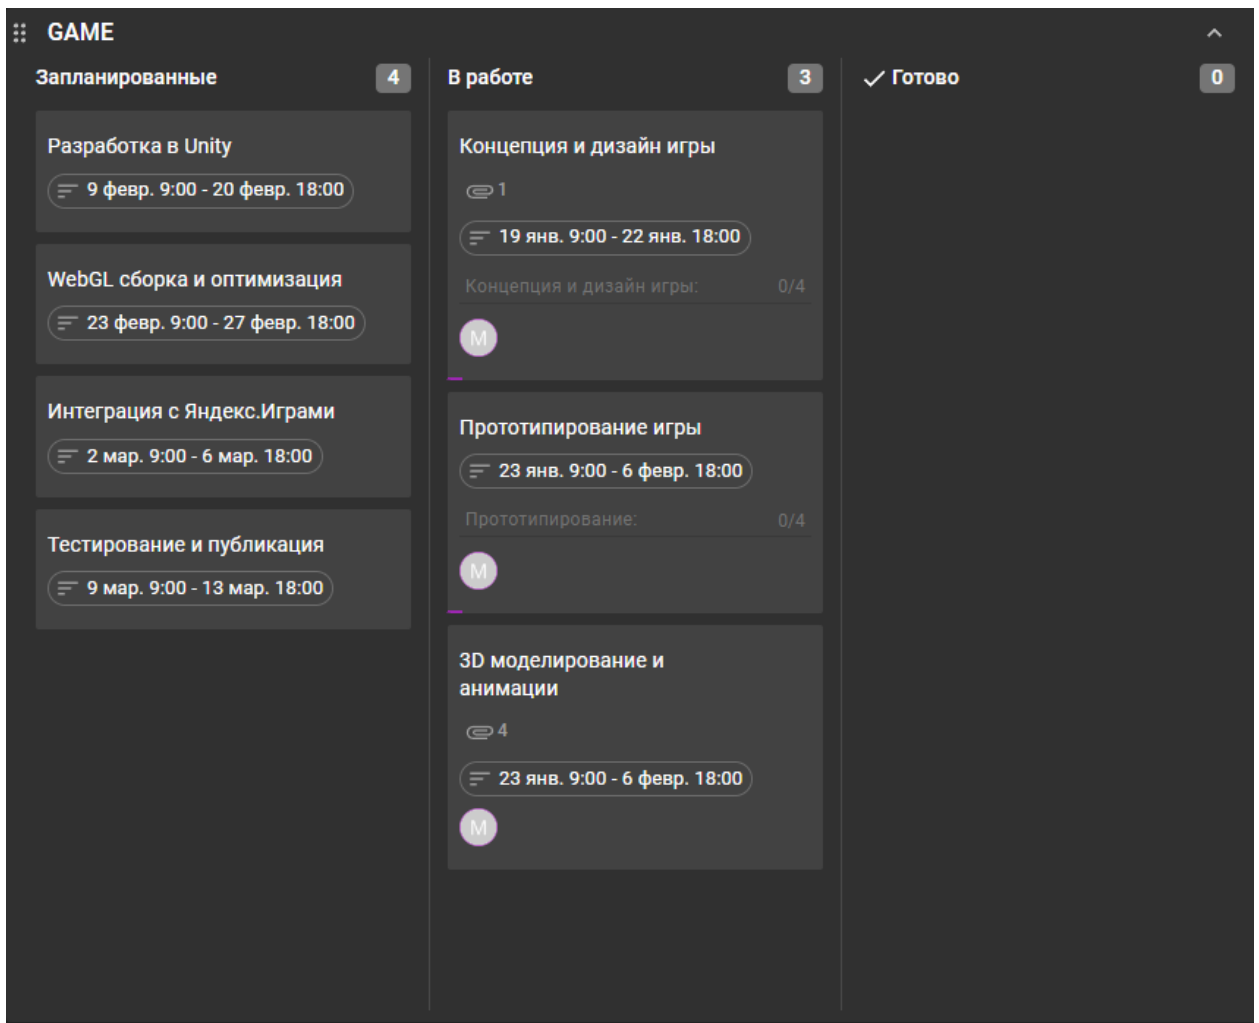 GAME
Запланированные 4
Разработка в Unity
9 февр. 9:00 - 20 февр. 18:00
WebGL сборка и оптимизация
23 февр. 9:00 - 27 февр. 18:00
Интеграция с Яндекс.Играми
2 мар. 9:00 - 6 мар. 18:00
Тестирование и публикация
9 мар. 9:00 - 13 мар. 18:00
В работе 3
Концепция и дизайн игры
1
19 янв. 9:00 - 22 янв. 18:00
Концепция и дизайн игры: 0/4
М
Прототипирование игры
23 янв. 9:00 - 6 февр. 18:00
Прототипирование: 0/4
М
3D моделирование и
анимации
4
23 янв. 9:00 - 6 февр. 18:00
М
Готово 0